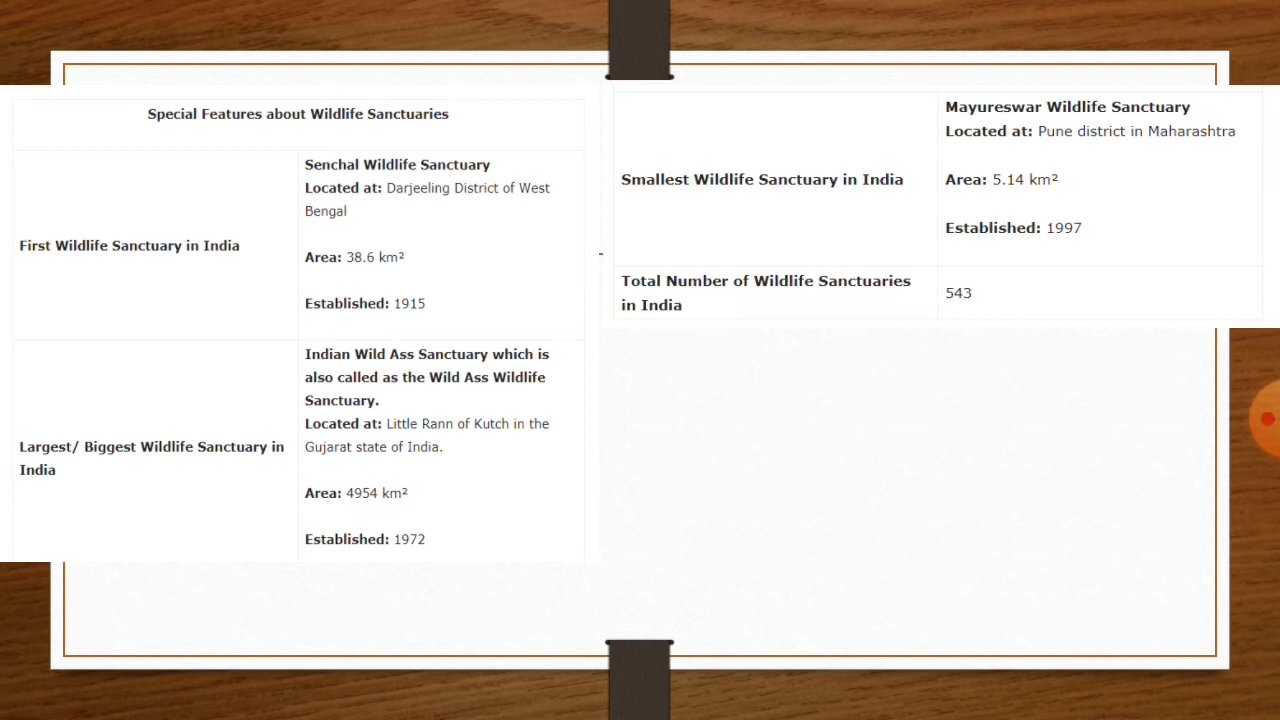 Special Features about Wildlife Sanctuaries
First Wildlife Sanctuary in India
Senchal Wildlife Sanctuary
Located at: Darjeeling District of West
Bengal
Area: 38.6 km²
Established: 1915
Largest/ Biggest Wildlife Sanctuary in
India
Indian Wild Ass Sanctuary which is
also called as the Wild Ass Wildlife
Sanctuary.
Located at: Little Rann of Kutch in the
Gujarat state of India.
Area: 4954 km²
Established: 1972
Smallest Wildlife Sanctuary in India
Mayureswar Wildlife Sanctuary
Located at: Pune district in Maharashtra
Area: 5.14 km²
Established: 1997
Total Number of Wildlife Sanctuaries
in India
543